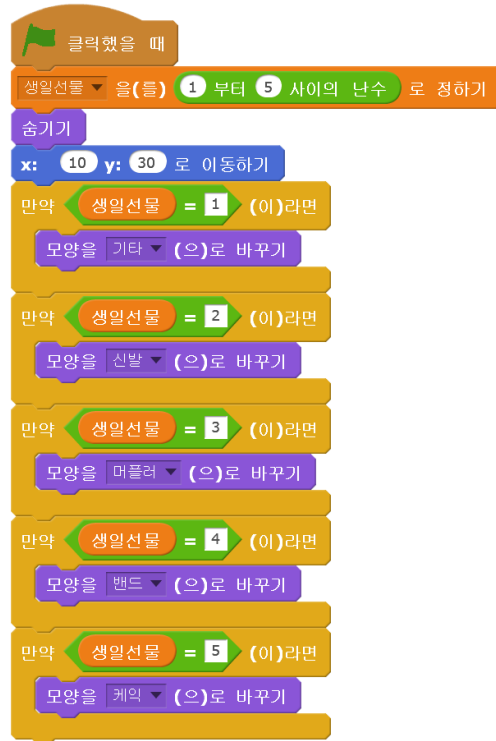 클릭했을 때
생일선물 을(를) 1 부터 5 사이의 난수 로 정하기
숨기기
x: 10 y: 30 로 이동하기
만약 생일선물 = 1 (이)라면
모양을 기타 (으)로 바꾸기
만약 생일선물 = 2 (이)라면
모양을 신발 (으)로 바꾸기
만약 생일선물 = 3 (이)라면
모양을 머플러 (으)로 바꾸기
만약 생일선물 = 4 (이)라면
모양을 밴드 (으)로 바꾸기
만약 생일선물 = 5 (이)라면
모양을 케익 (으)로 바꾸기